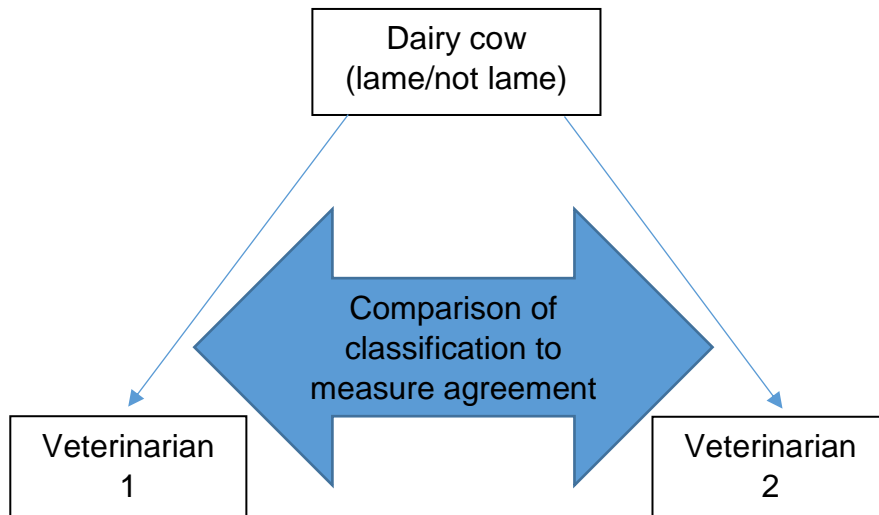 Dairy cow
(lame/not lame)
Comparison of
classification to
measure agreement
Veterinarian
1
Veterinarian
2